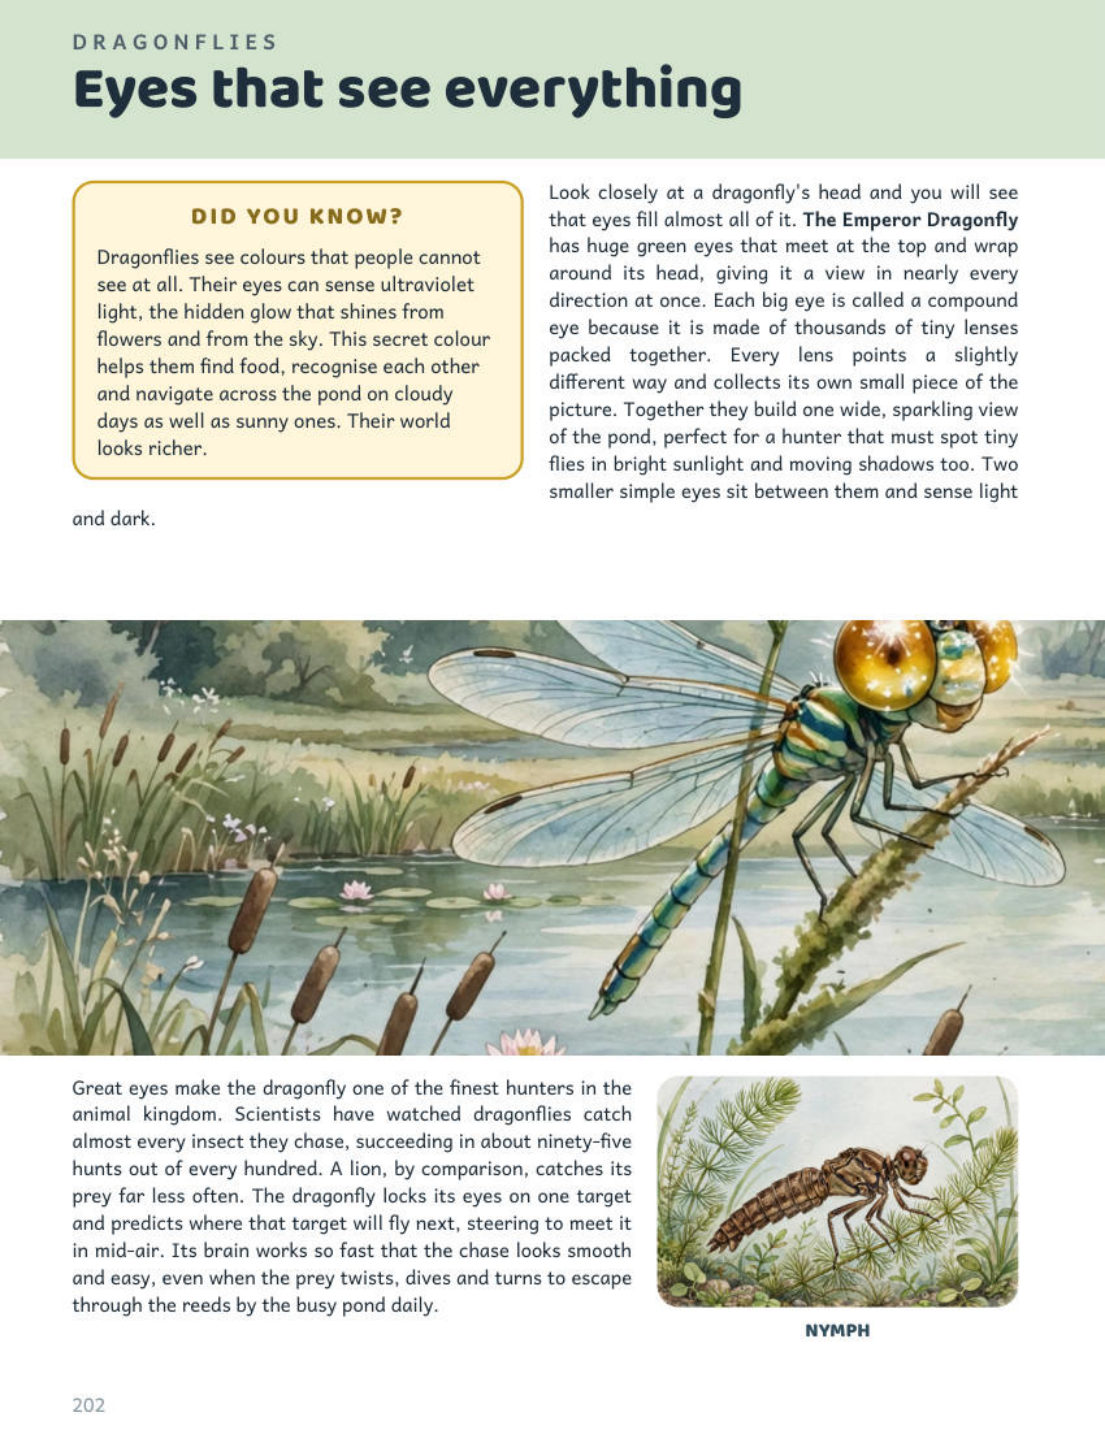 DRAGONFLIES
Eyes that see everything
DID YOU KNOW?
Dragonflies see colours that people cannot
see at all. Their eyes can sense ultraviolet
light, the hidden glow that shines from
flowers and from the sky. This secret colour
helps them find food, recognise each other
and navigate across the pond on cloudy
days as well as sunny ones. Their world
looks richer.
Look closely at a dragonfly's head and you will see
that eyes fill almost all of it. The Emperor Dragonfly
has huge green eyes that meet at the top and wrap
around its head, giving it a view in nearly every
direction at once. Each big eye is called a compound
eye because it is made of thousands of tiny lenses
packed together. Every lens points a slightly
different way and collects its own small piece of the
picture. Together they build one wide, sparkling view
of the pond, perfect for a hunter that must spot tiny
flies in bright sunlight and moving shadows too. Two
smaller simple eyes sit between them and sense light
and dark.
Great eyes make the dragonfly one of the finest hunters in the
animal kingdom. Scientists have watched dragonflies catch
almost every insect they chase, succeeding in about ninety-five
hunts out of every hundred. A lion, by comparison, catches its
prey far less often. The dragonfly locks its eyes on one target
and predicts where that target will fly next, steering to meet it
in mid-air. Its brain works so fast that the chase looks smooth
and easy, even when the prey twists, dives and turns to escape
through the reeds by the busy pond daily.
NYMPH
202